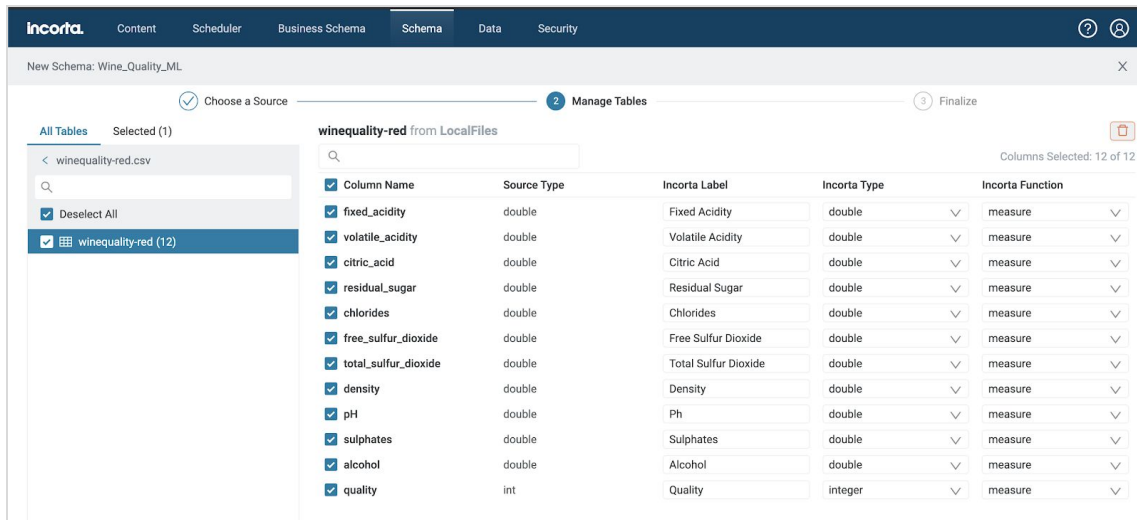 incorta. Content Scheduler Business Schema Schema Data Security
New Schema: Wine_Quality_ML
Choose a Source 2 Manage Tables 3 Finalize
All Tables Selected (1)
winequality-red.csv
Deselect All
winequality-red (12)
winequality-red from LocalFiles
Columns Selected: 12 of 12
Column Name Source Type Incorta Label Incorta Type Incorta Function
fixed_acidity double Fixed Acidity double measure
volatile_acidity double Volatile Acidity double measure
citric_acid double Citric Acid double measure
residual_sugar double Residual Sugar double measure
chlorides double Chlorides double measure
free_sulfur_dioxide double Free Sulfur Dioxide double measure
total_sulfur_dioxide double Total Sulfur Dioxide double measure
density double Density double measure
pH double Ph double measure
sulphates double Sulphates double measure
alcohol double Alcohol double measure
quality int Quality integer measure